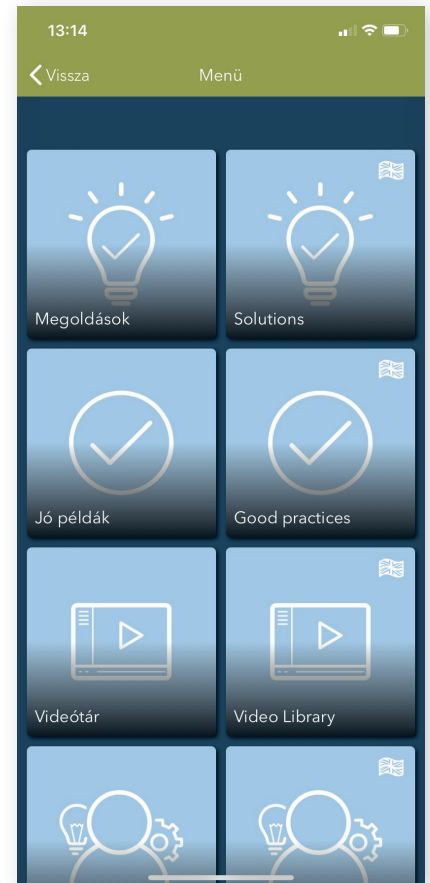 13:14
Vissza Menü
Megoldások Solutions
Jó példák Good practices
Videótár Video Library